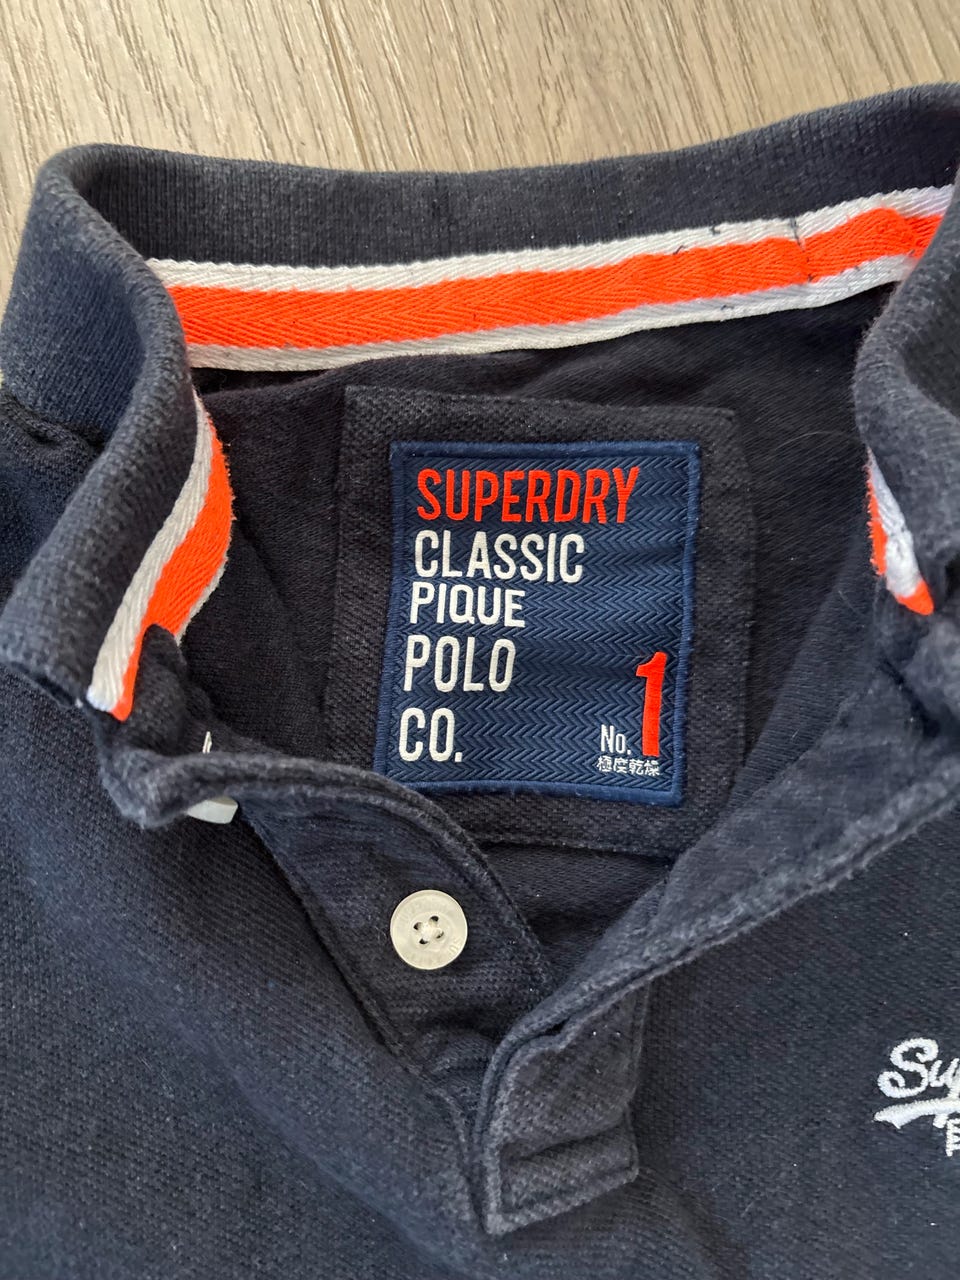 SUPERDRY
CLASSIC
PIQUE
POLO
CO.
No. 1
極度乾燥